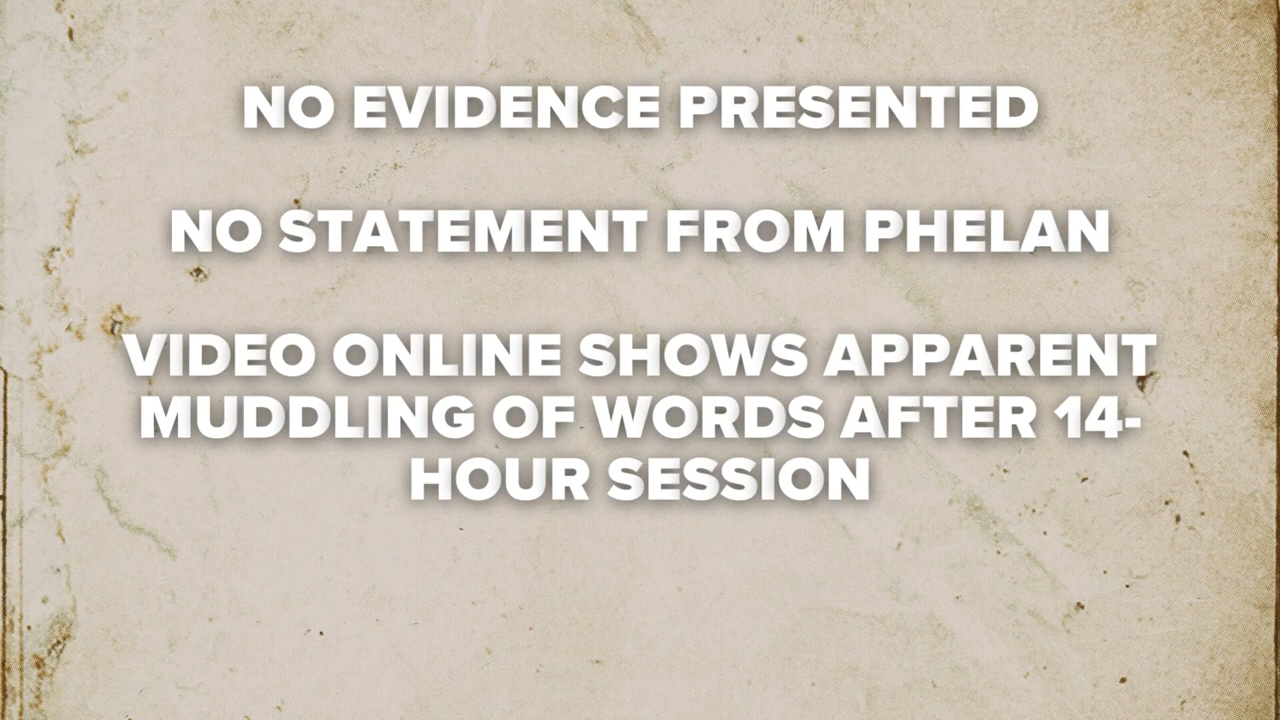 NO EVIDENCE PRESENTED
NO STATEMENT FROM PHELAN
VIDEO ONLINE SHOWS APPARENT
MUDDLING OF WORDS AFTER 14-
HOUR SESSION